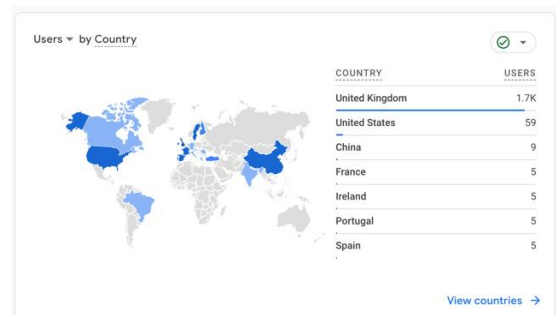 Users by Country
COUNTRY USERS
United Kingdom 1.7K
United States 59
China 9
France 5
Ireland 5
Portugal 5
Spain 5
View countries